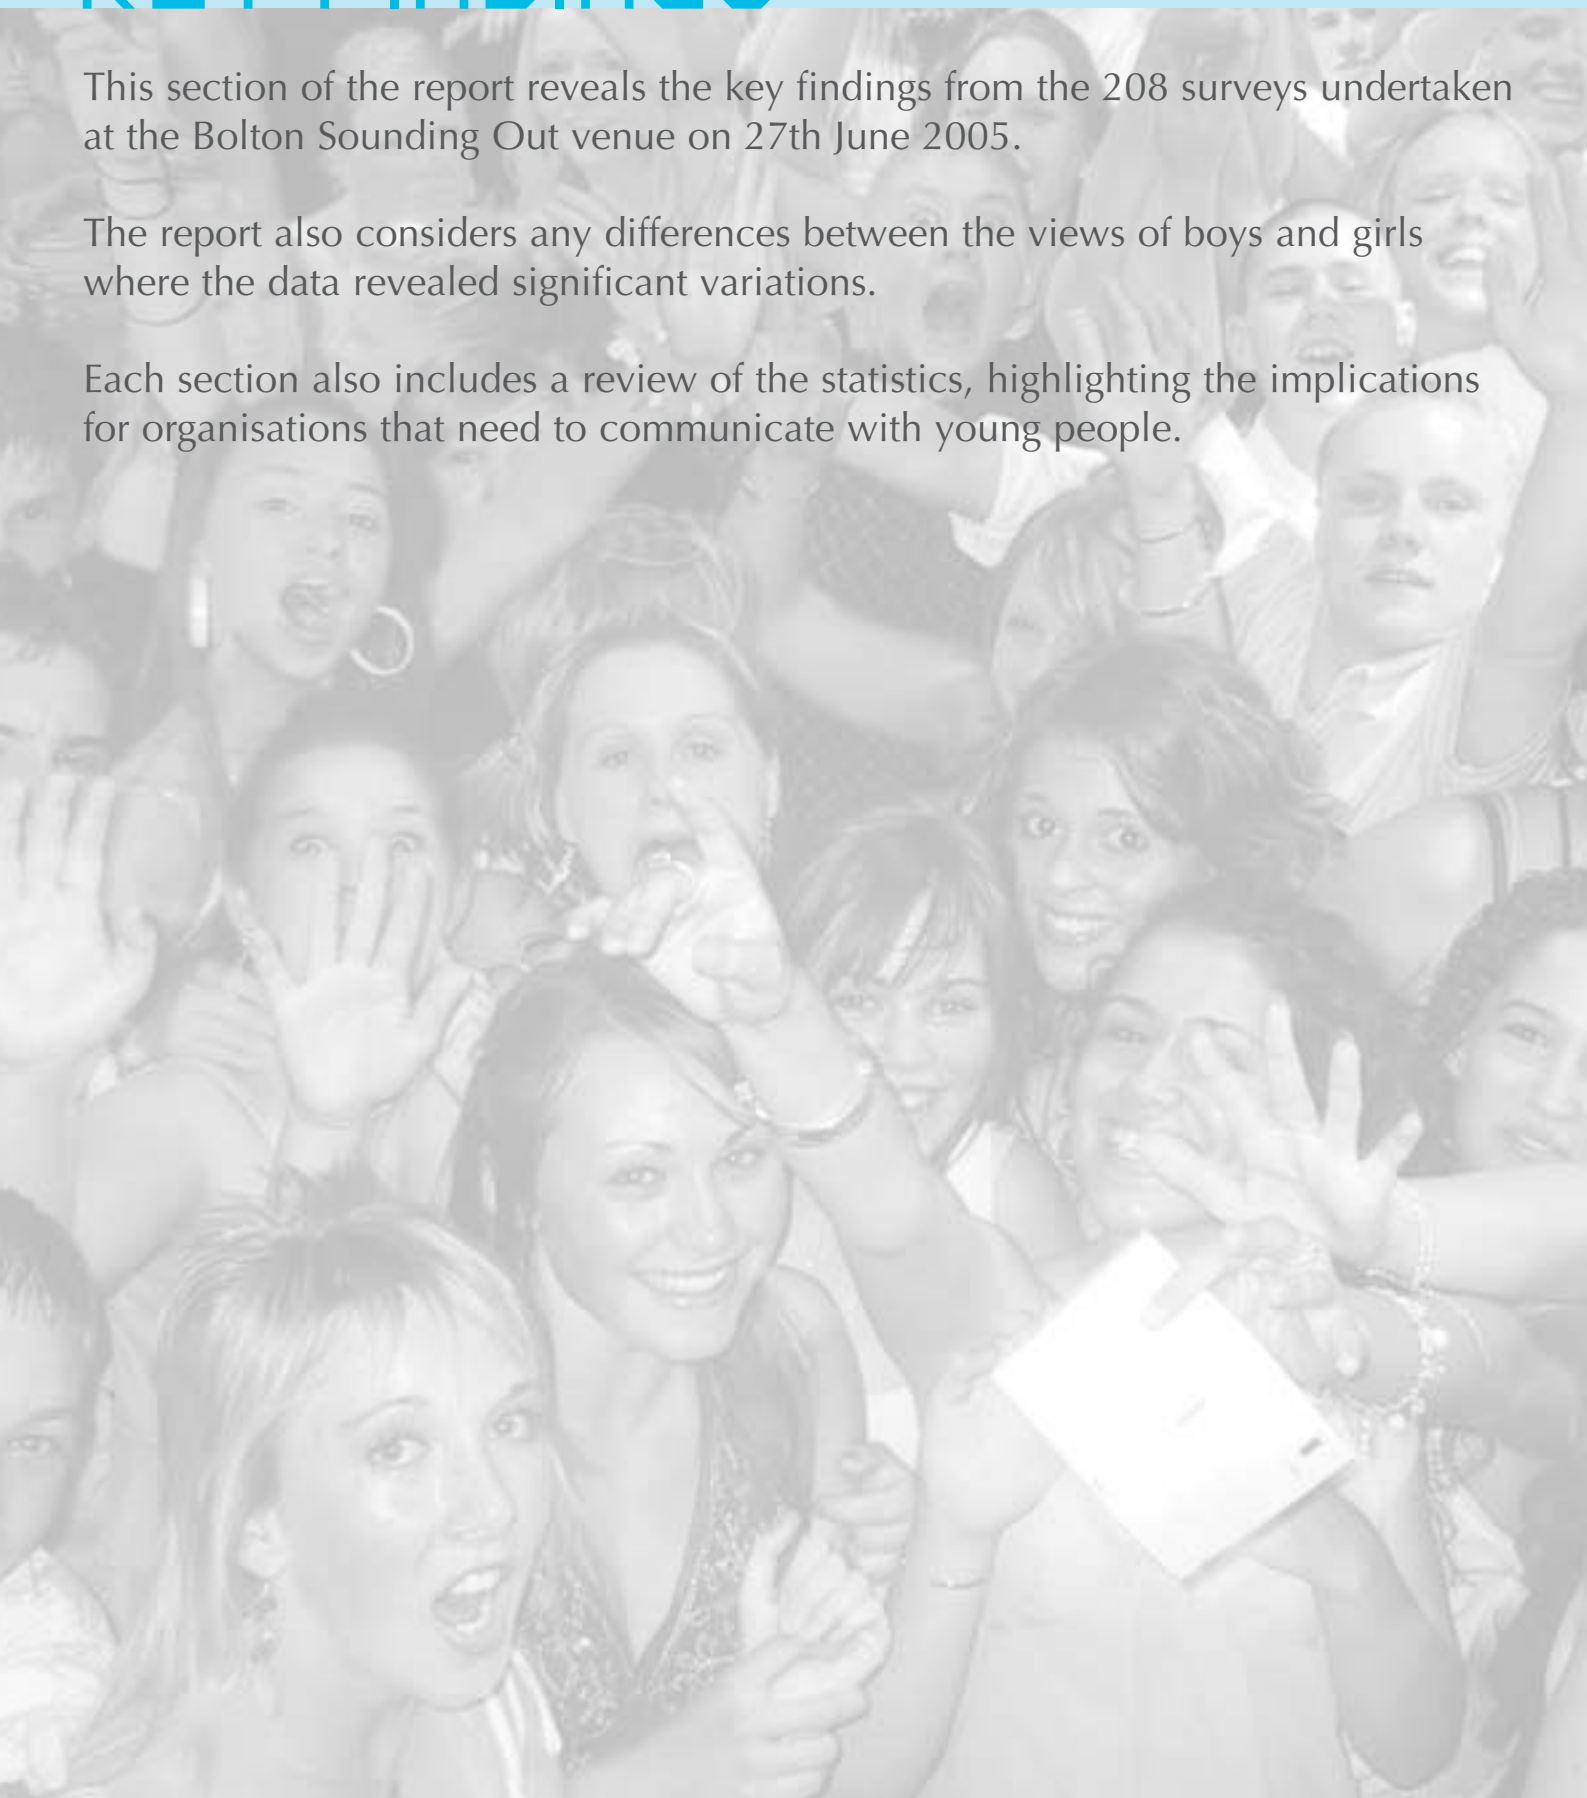 KEY FINDINGS
This section of the report reveals the key findings from the 208 surveys undertaken
at the Bolton Sounding Out venue on 27th June 2005.
The report also considers any differences between the views of boys and girls
where the data revealed significant variations.
Each section also includes a review of the statistics, highlighting the implications
for organisations that need to communicate with young people.